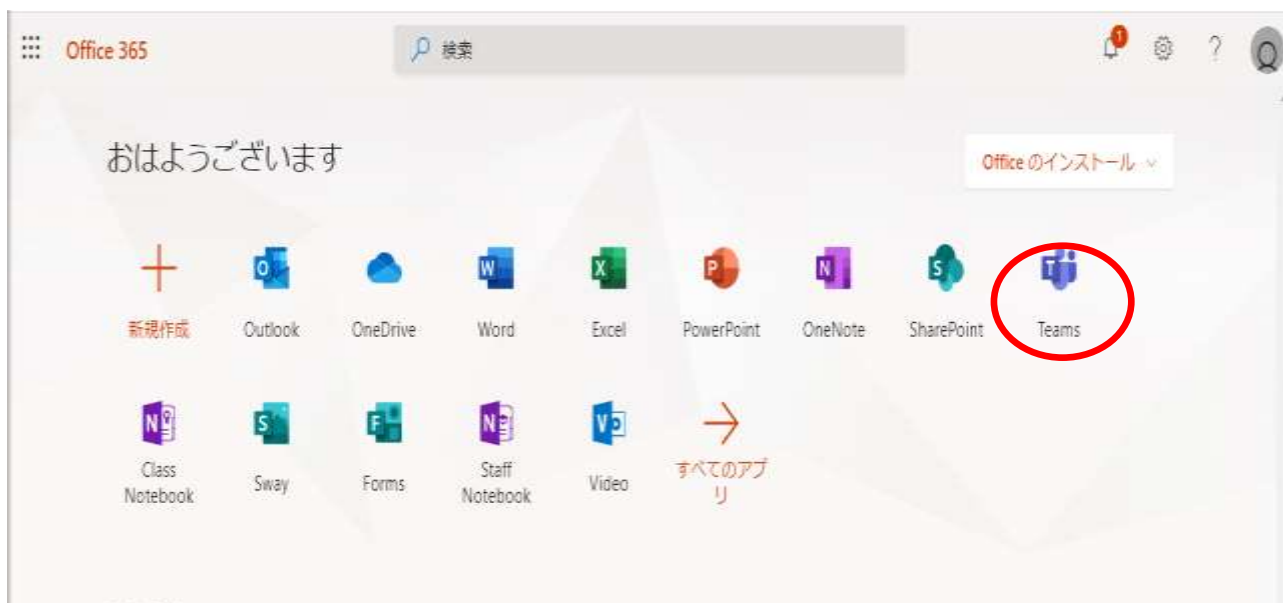 Office 365
検索
1
?
おはようございます
Office のインストール
新規作成
Outlook
OneDrive
Word
Excel
PowerPoint
OneNote
SharePoint
Teams
Class
Notebook
Sway
Forms
Staff
Notebook
Video
すべてのアプ
リ